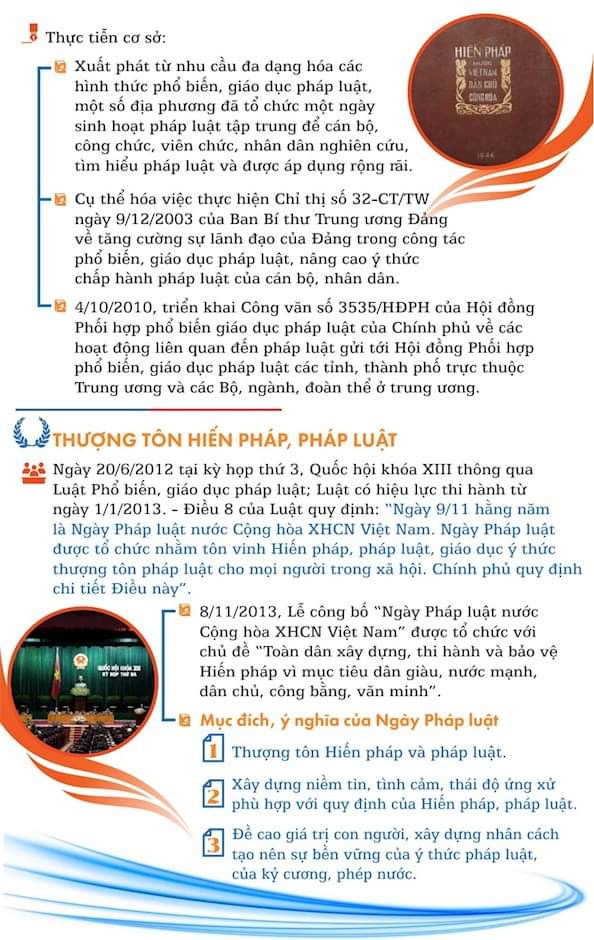 Thực tiễn cơ sở:
HIẾN PHÁP
NƯỚC
VIỆT NAM
DÂN CHỦ
CỘNG HÒA
1946
Xuất phát từ nhu cầu đa dạng hóa các
hình thức phổ biến, giáo dục pháp luật,
một số địa phương đã tổ chức một ngày
sinh hoạt pháp luật tập trung để cán bộ,
công chức, viên chức, nhân dân nghiên cứu,
tìm hiểu pháp luật và được áp dụng rộng rãi.
Cụ thể hóa việc thực hiện Chỉ thị số 32-CT/TW
ngày 9/12/2003 của Ban Bí thư Trung ương Đảng
về tăng cường sự lãnh đạo của Đảng trong công tác
phổ biến, giáo dục pháp luật, nâng cao ý thức
chấp hành pháp luật của cán bộ, nhân dân.
4/10/2010, triển khai Công văn số 3535/HĐPH của Hội đồng
Phối hợp phổ biến giáo dục pháp luật của Chính phủ về các
hoạt động liên quan đến pháp luật gửi tới Hội đồng Phối hợp
phổ biến, giáo dục pháp luật các tỉnh, thành phố trực thuộc
Trung ương và các Bộ, ngành, đoàn thể ở trung ương.
THƯỢNG TÔN HIẾN PHÁP, PHÁP LUẬT
Ngày 20/6/2012 tại kỳ họp thứ 3, Quốc hội khóa XIII thông qua
Luật Phổ biến, giáo dục pháp luật; Luật có hiệu lực thi hành từ
ngày 1/1/2013. - Điều 8 của Luật quy định: “Ngày 9/11 hằng năm
là Ngày Pháp luật nước Cộng hòa XHCN Việt Nam. Ngày Pháp luật
được tổ chức nhằm tôn vinh Hiến pháp, pháp luật, giáo dục ý thức
thượng tôn pháp luật cho mọi người trong xã hội. Chính phủ quy định
chi tiết Điều này”.
QUỐC HỘI KHÓA XIII
KỲ HỌP THỨ BA
8/11/2013, Lễ công bố “Ngày Pháp luật nước
Cộng hòa XHCN Việt Nam” được tổ chức với
chủ đề “Toàn dân xây dựng, thi hành và bảo vệ
Hiến pháp vì mục tiêu dân giàu, nước mạnh,
dân chủ, công bằng, văn minh”.
Mục đích, ý nghĩa của Ngày Pháp luật
1 Thượng tôn Hiến pháp và pháp luật.
2 Xây dựng niềm tin, tình cảm, thái độ ứng xử
phù hợp với quy định của Hiến pháp, pháp luật.
3 Đề cao giá trị con người, xây dựng nhân cách
tạo nên sự bền vững của ý thức pháp luật,
của kỷ cương, phép nước.